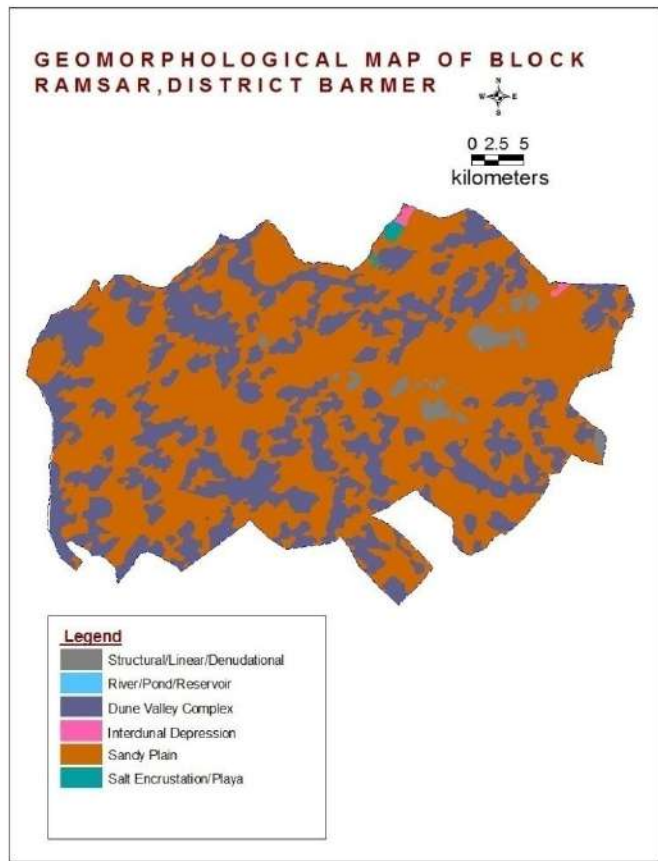 GEOMORPHOLOGICAL MAP OF BLOCK
RAMSAR,DISTRICT BARMER
N
W E
S
0 2.5 5
kilometers
Legend
Structural/Linear/Denudational
River/Pond/Reservoir
Dune Valley Complex
Interdunal Depression
Sandy Plain
Salt Encrustation/Playa